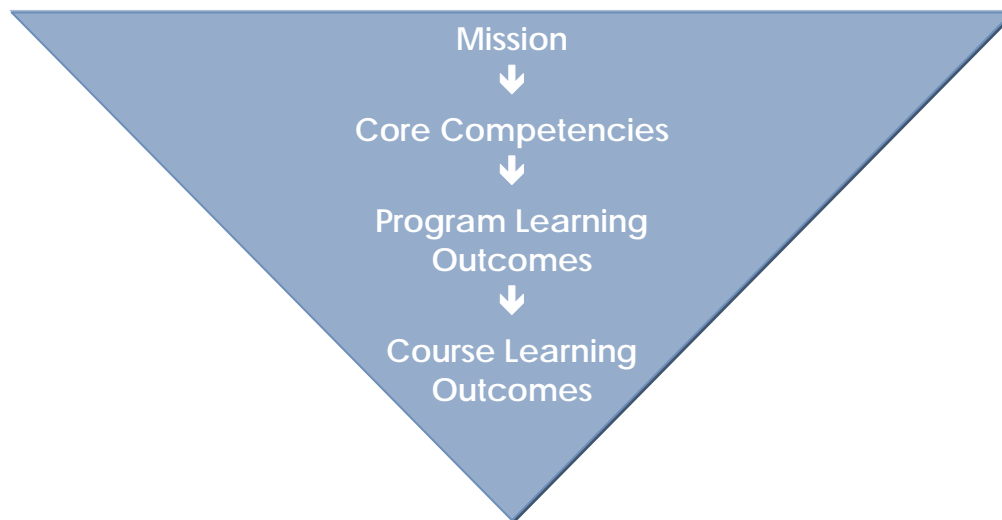 Mission
Core Competencies
Program Learning
Outcomes
Course Learning
Outcomes